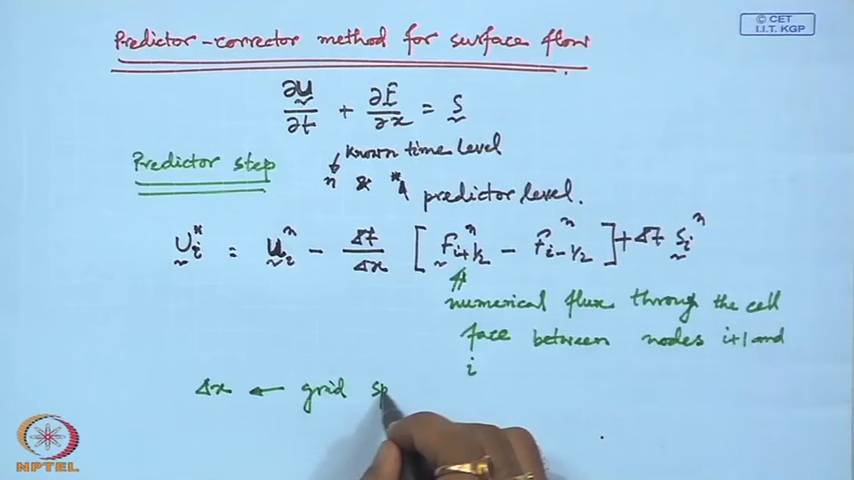 © CET
I.I.T. KGP
Predictor-corrector method for surface flow
∂U/∂t + ∂F/∂x = S
Predictor step
known time level
n & *
predictor level.
U_i^* = U_i^n - Δt/Δx [F_{i+1/2}^n - F_{i-1/2}^n] + Δt S_i^n
numerical flux through the cell
face between nodes i+1 and
i
Δx ← grid sp
NPTEL